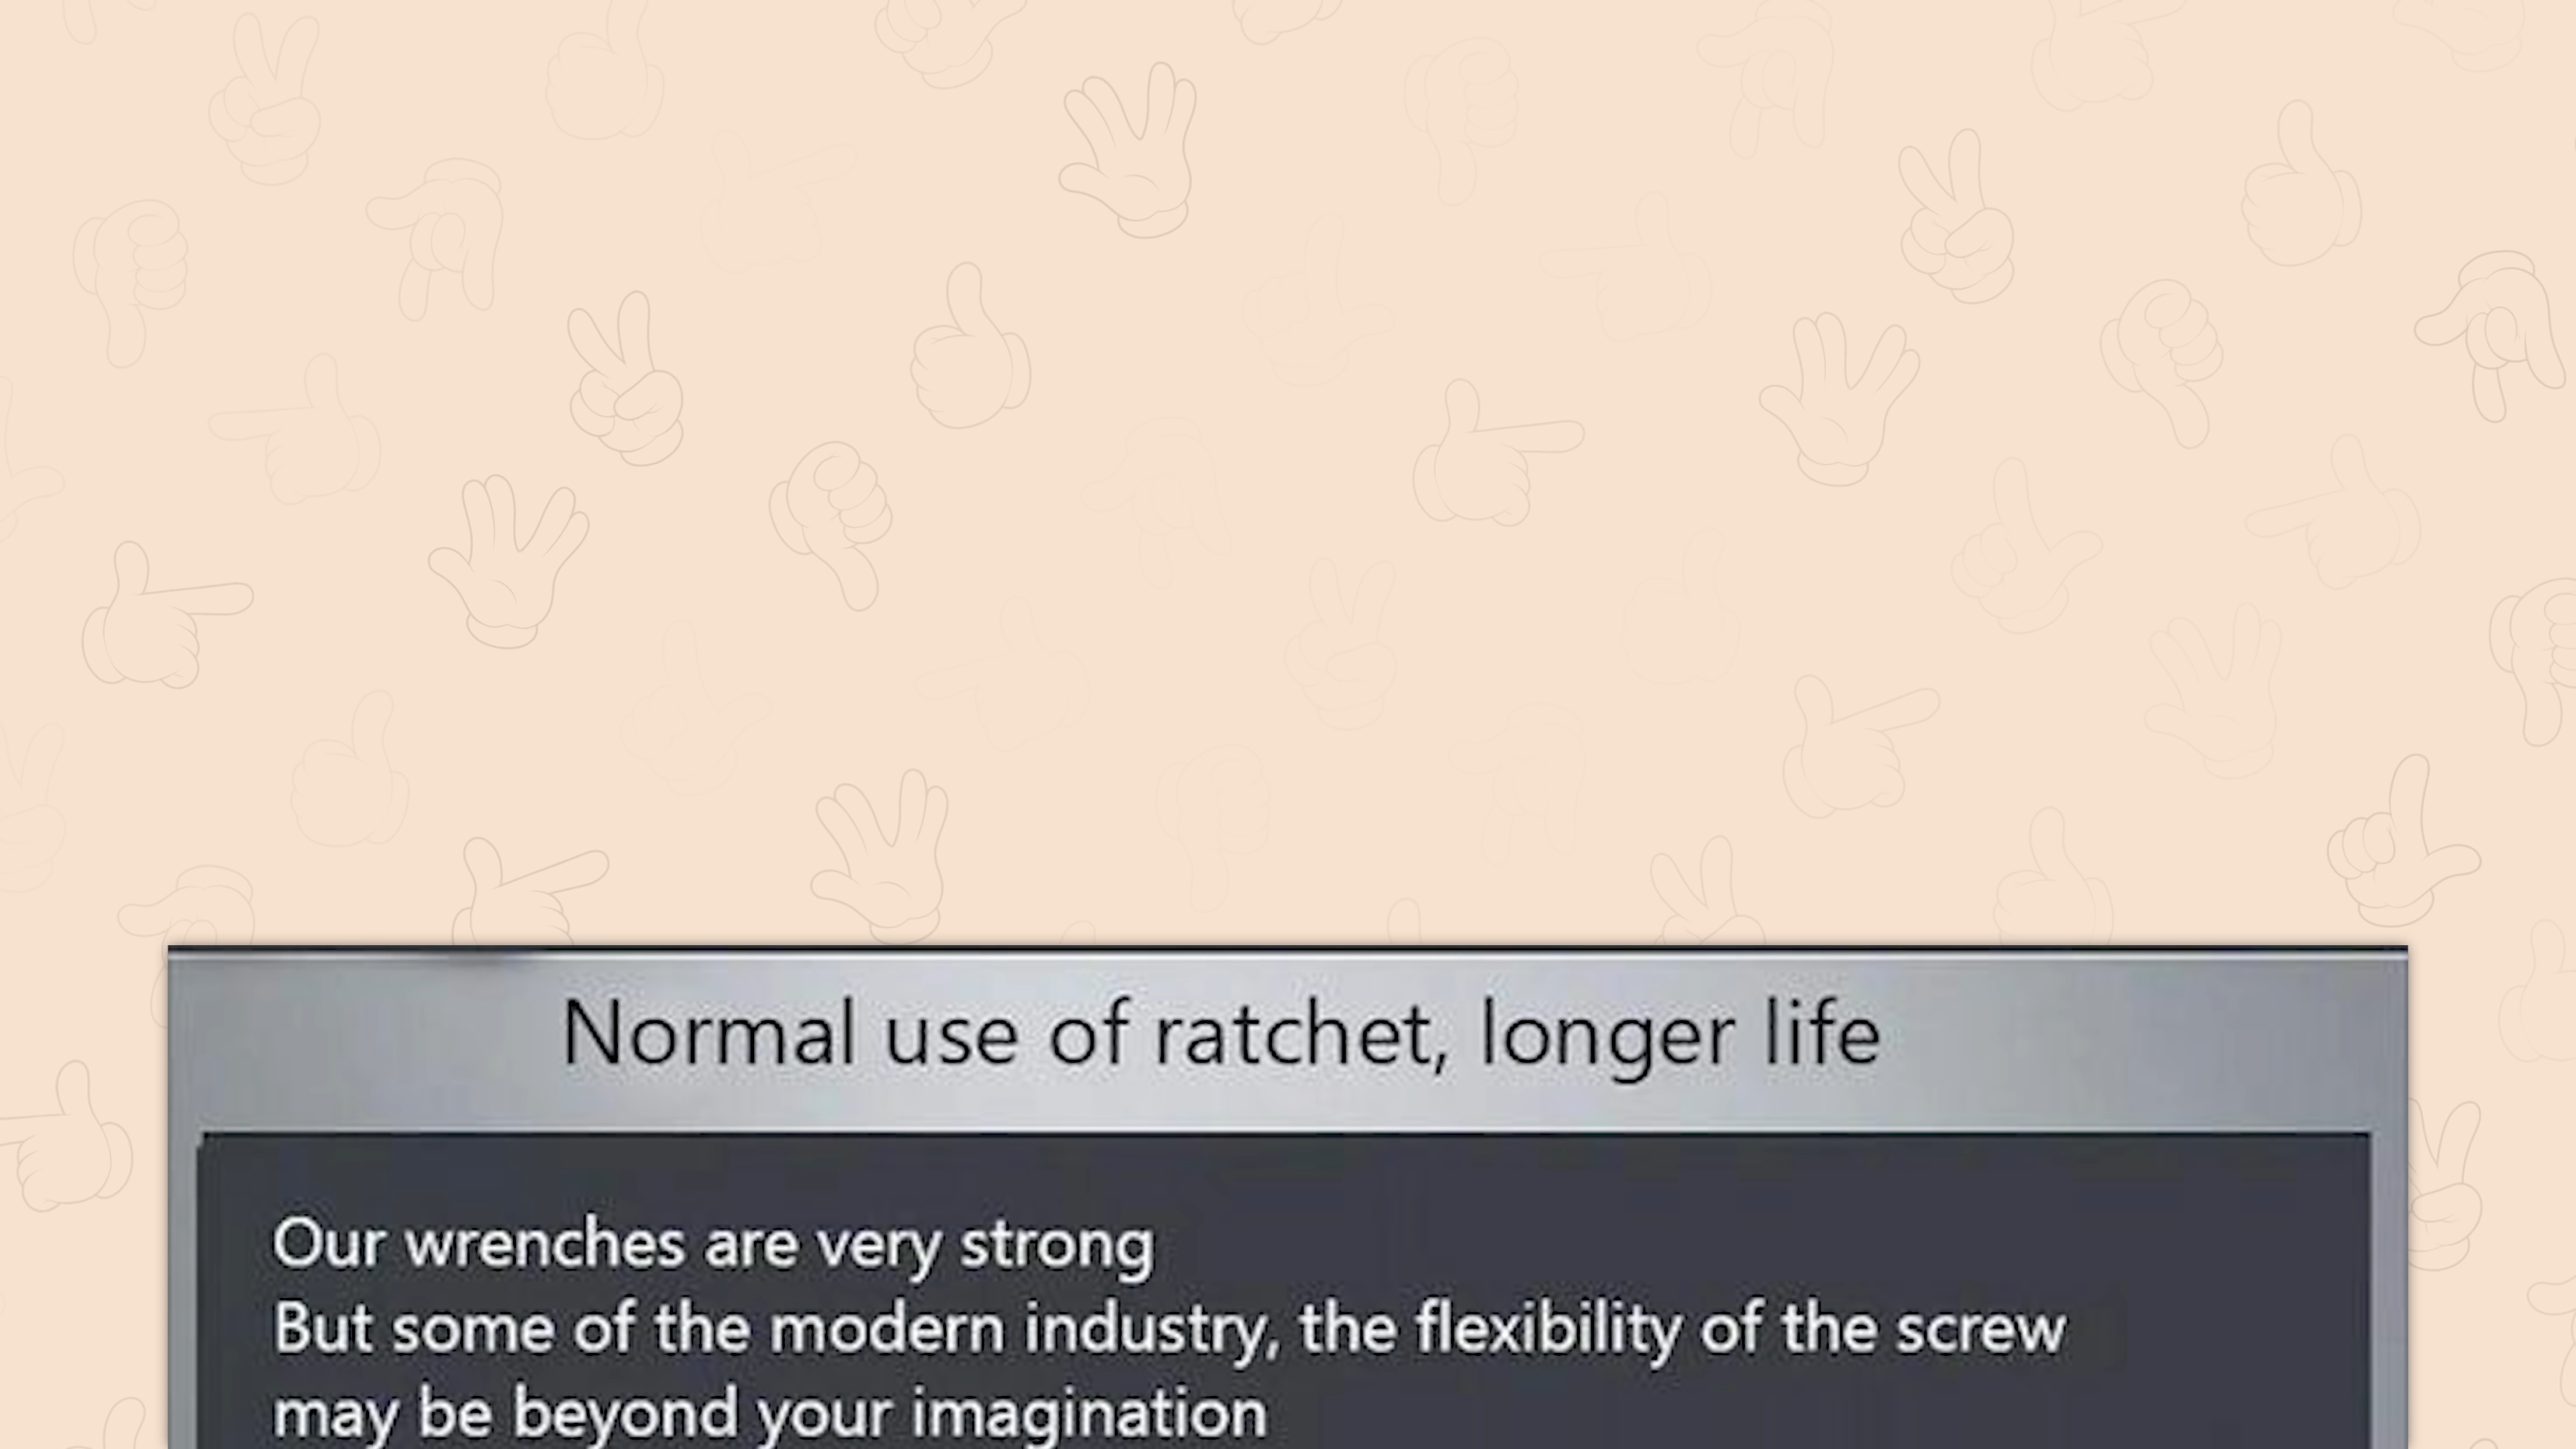 Normal use of ratchet, longer life
Our wrenches are very strong
But some of the modern industry, the flexibility of the screw
may be beyond your imagination